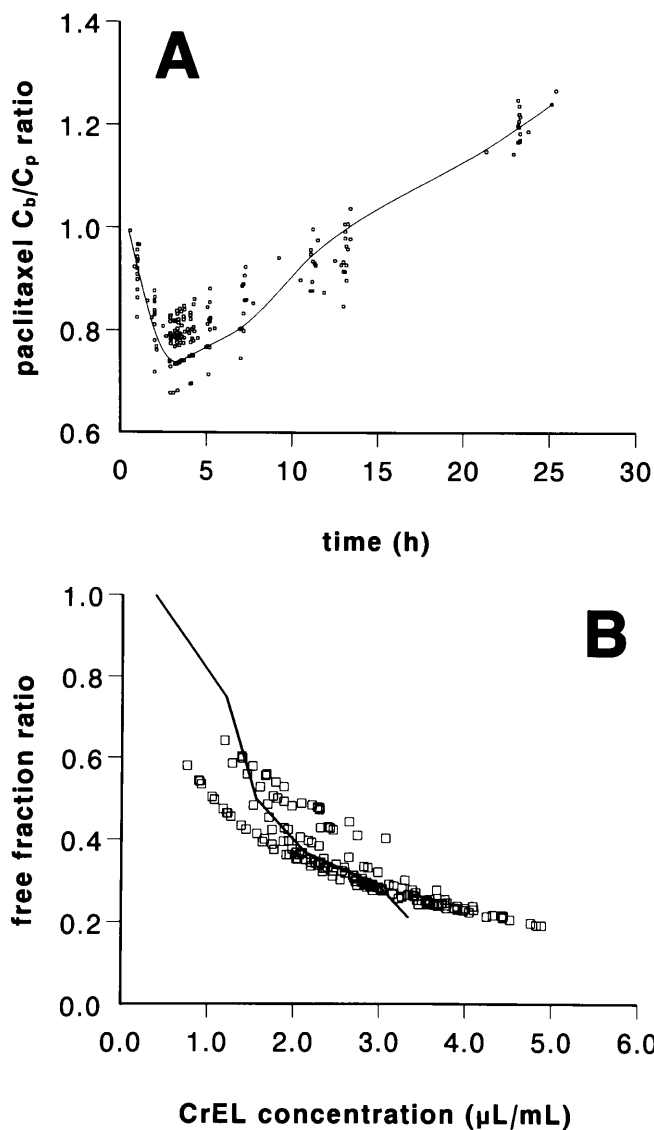 A
paclitaxel Cb/Cp ratio
1.4
1.2
1.0
0.8
0.6
0 5 10 15 20 25 30
time (h)
B
free fraction ratio
1.0
0.8
0.6
0.4
0.2
0.0
0.0 1.0 2.0 3.0 4.0 5.0 6.0
CrEL concentration (µL/mL)